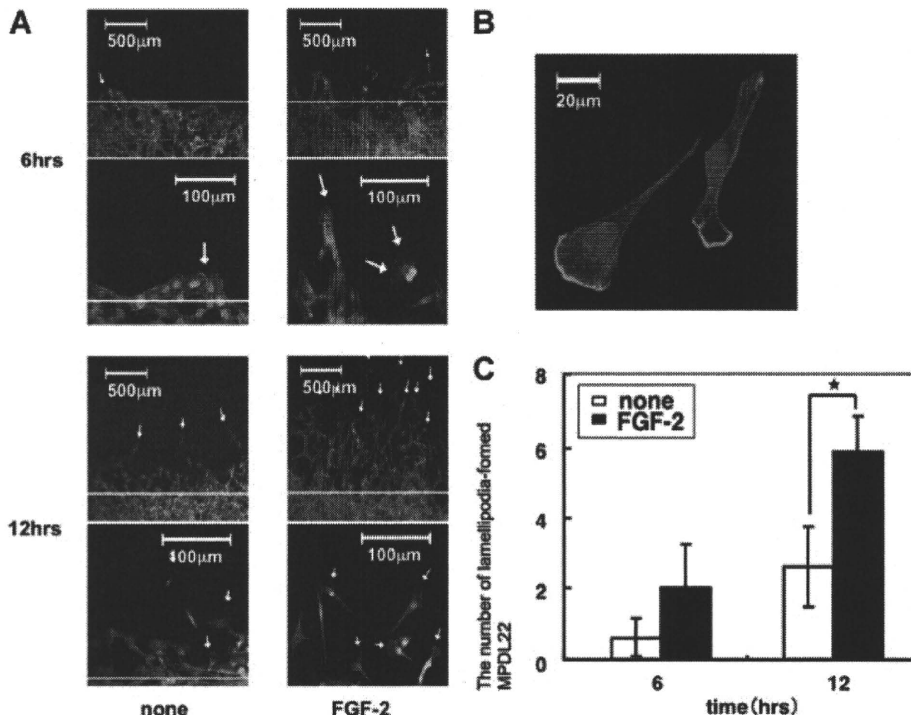 A
500μm
500μm
6hrs
100μm
100μm
500μm
500μm
12hrs
100μm
100μm
none
FGF-2
B
20μm
C
The number of lamellipodia-fomed
MPDL22
8
6
4
2
0
none
FGF-2
★
6
12
time(hrs)